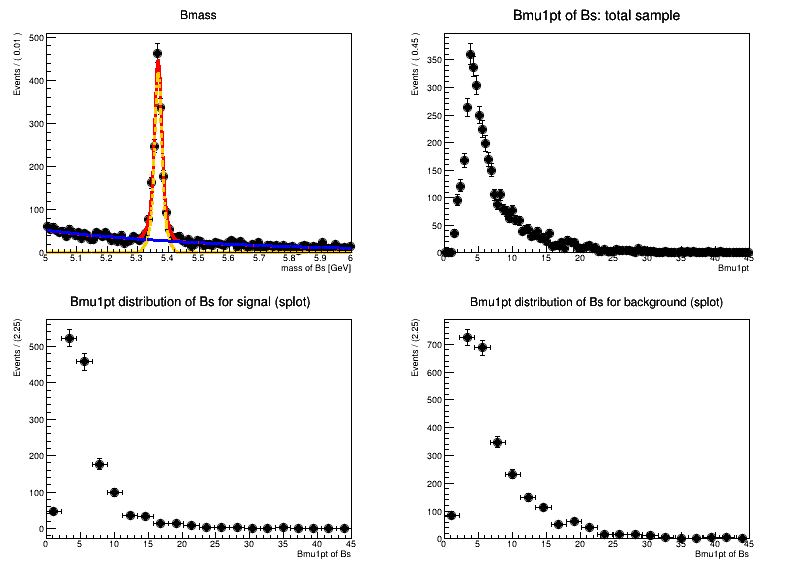 Bmass
Events / ( 0.01 )
500
400
300
200
100
0
5 5.1 5.2 5.3 5.4 5.5 5.6 5.7 5.8 5.9 6
mass of Bs [GeV]
Bmu1pt of Bs: total sample
Events / ( 0.45 )
350
300
250
200
150
100
50
0
0 5 10 15 20 25 30 35 40 45
Bmu1pt
Bmu1pt distribution of Bs for signal (splot)
Events / (2.25)
500
400
300
200
100
0
0 5 10 15 20 25 30 35 40 45
Bmu1pt of Bs
Bmu1pt distribution of Bs for background (splot)
Events / (2.25)
700
600
500
400
300
200
100
0
0 5 10 15 20 25 30 35 40 45
Bmu1pt of Bs